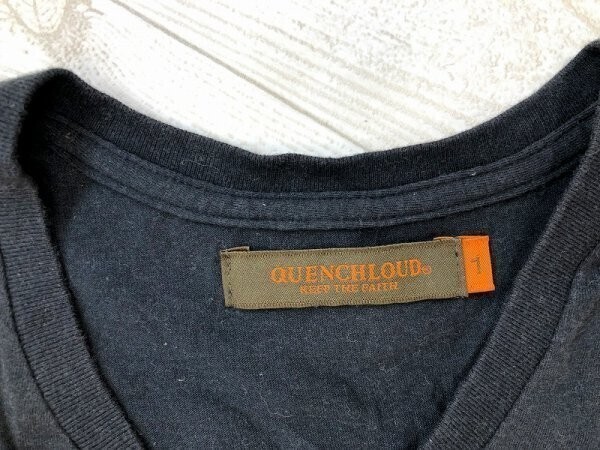 QUENCHLOUD©
KEEP THE FAITH
1